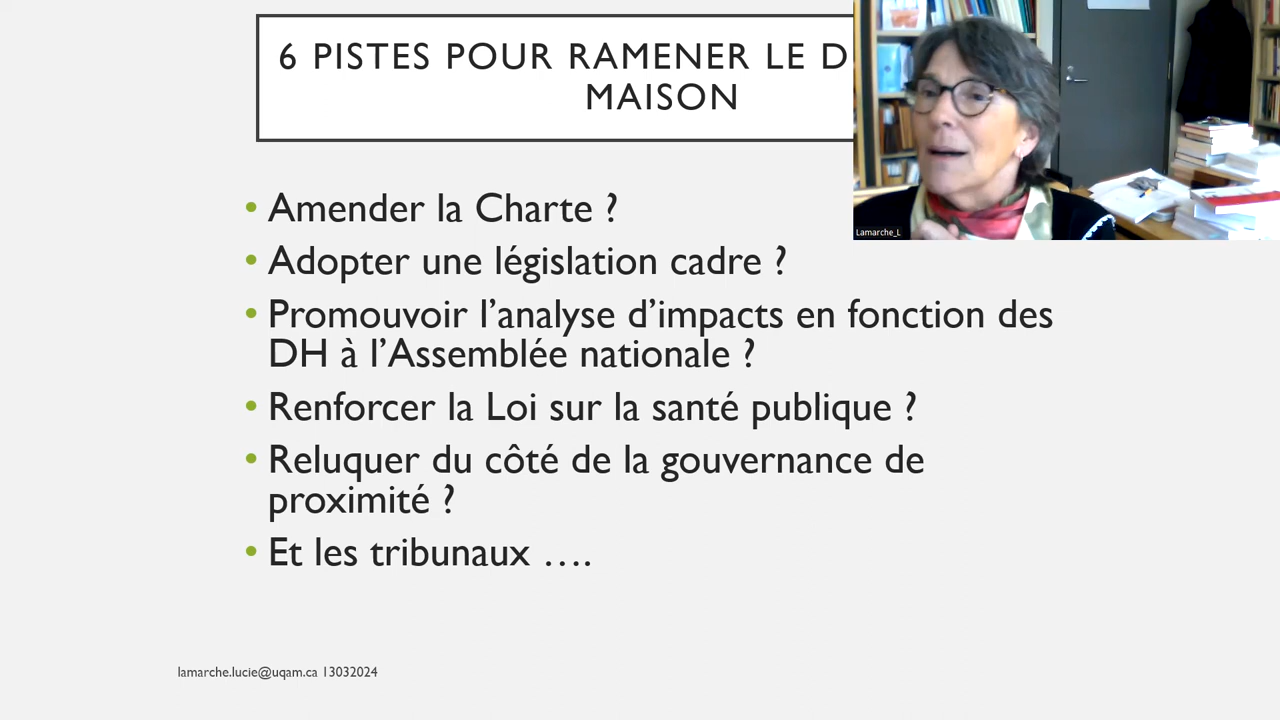 6 PISTES POUR RAMENER LE D
MAISON
Lamarche_L
• Amender la Charte ?
• Adopter une législation cadre ?
• Promouvoir l’analyse d’impacts en fonction des
DH à l’Assemblée nationale ?
• Renforcer la Loi sur la santé publique ?
• Reluquer du côté de la gouvernance de
proximité ?
• Et les tribunaux ….
lamarche.lucie@uqam.ca 13032024